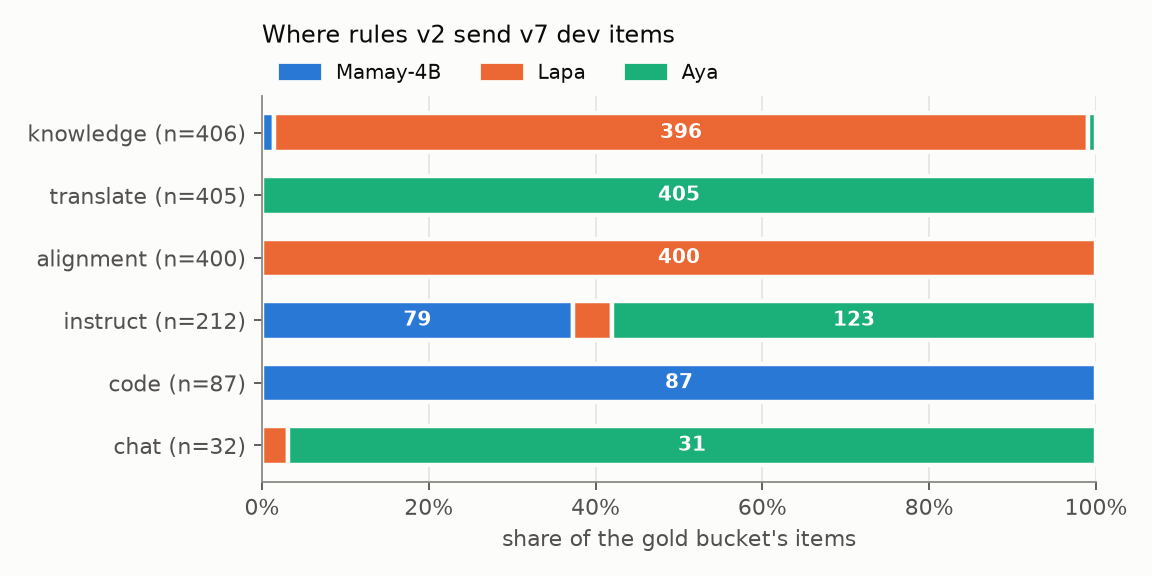 Where rules v2 send v7 dev items
Mamay-4B Lapa Aya
knowledge (n=406) 396
translate (n=405) 405
alignment (n=400) 400
instruct (n=212) 79 123
code (n=87) 87
chat (n=32) 31
0% 20% 40% 60% 80% 100%
share of the gold bucket's items